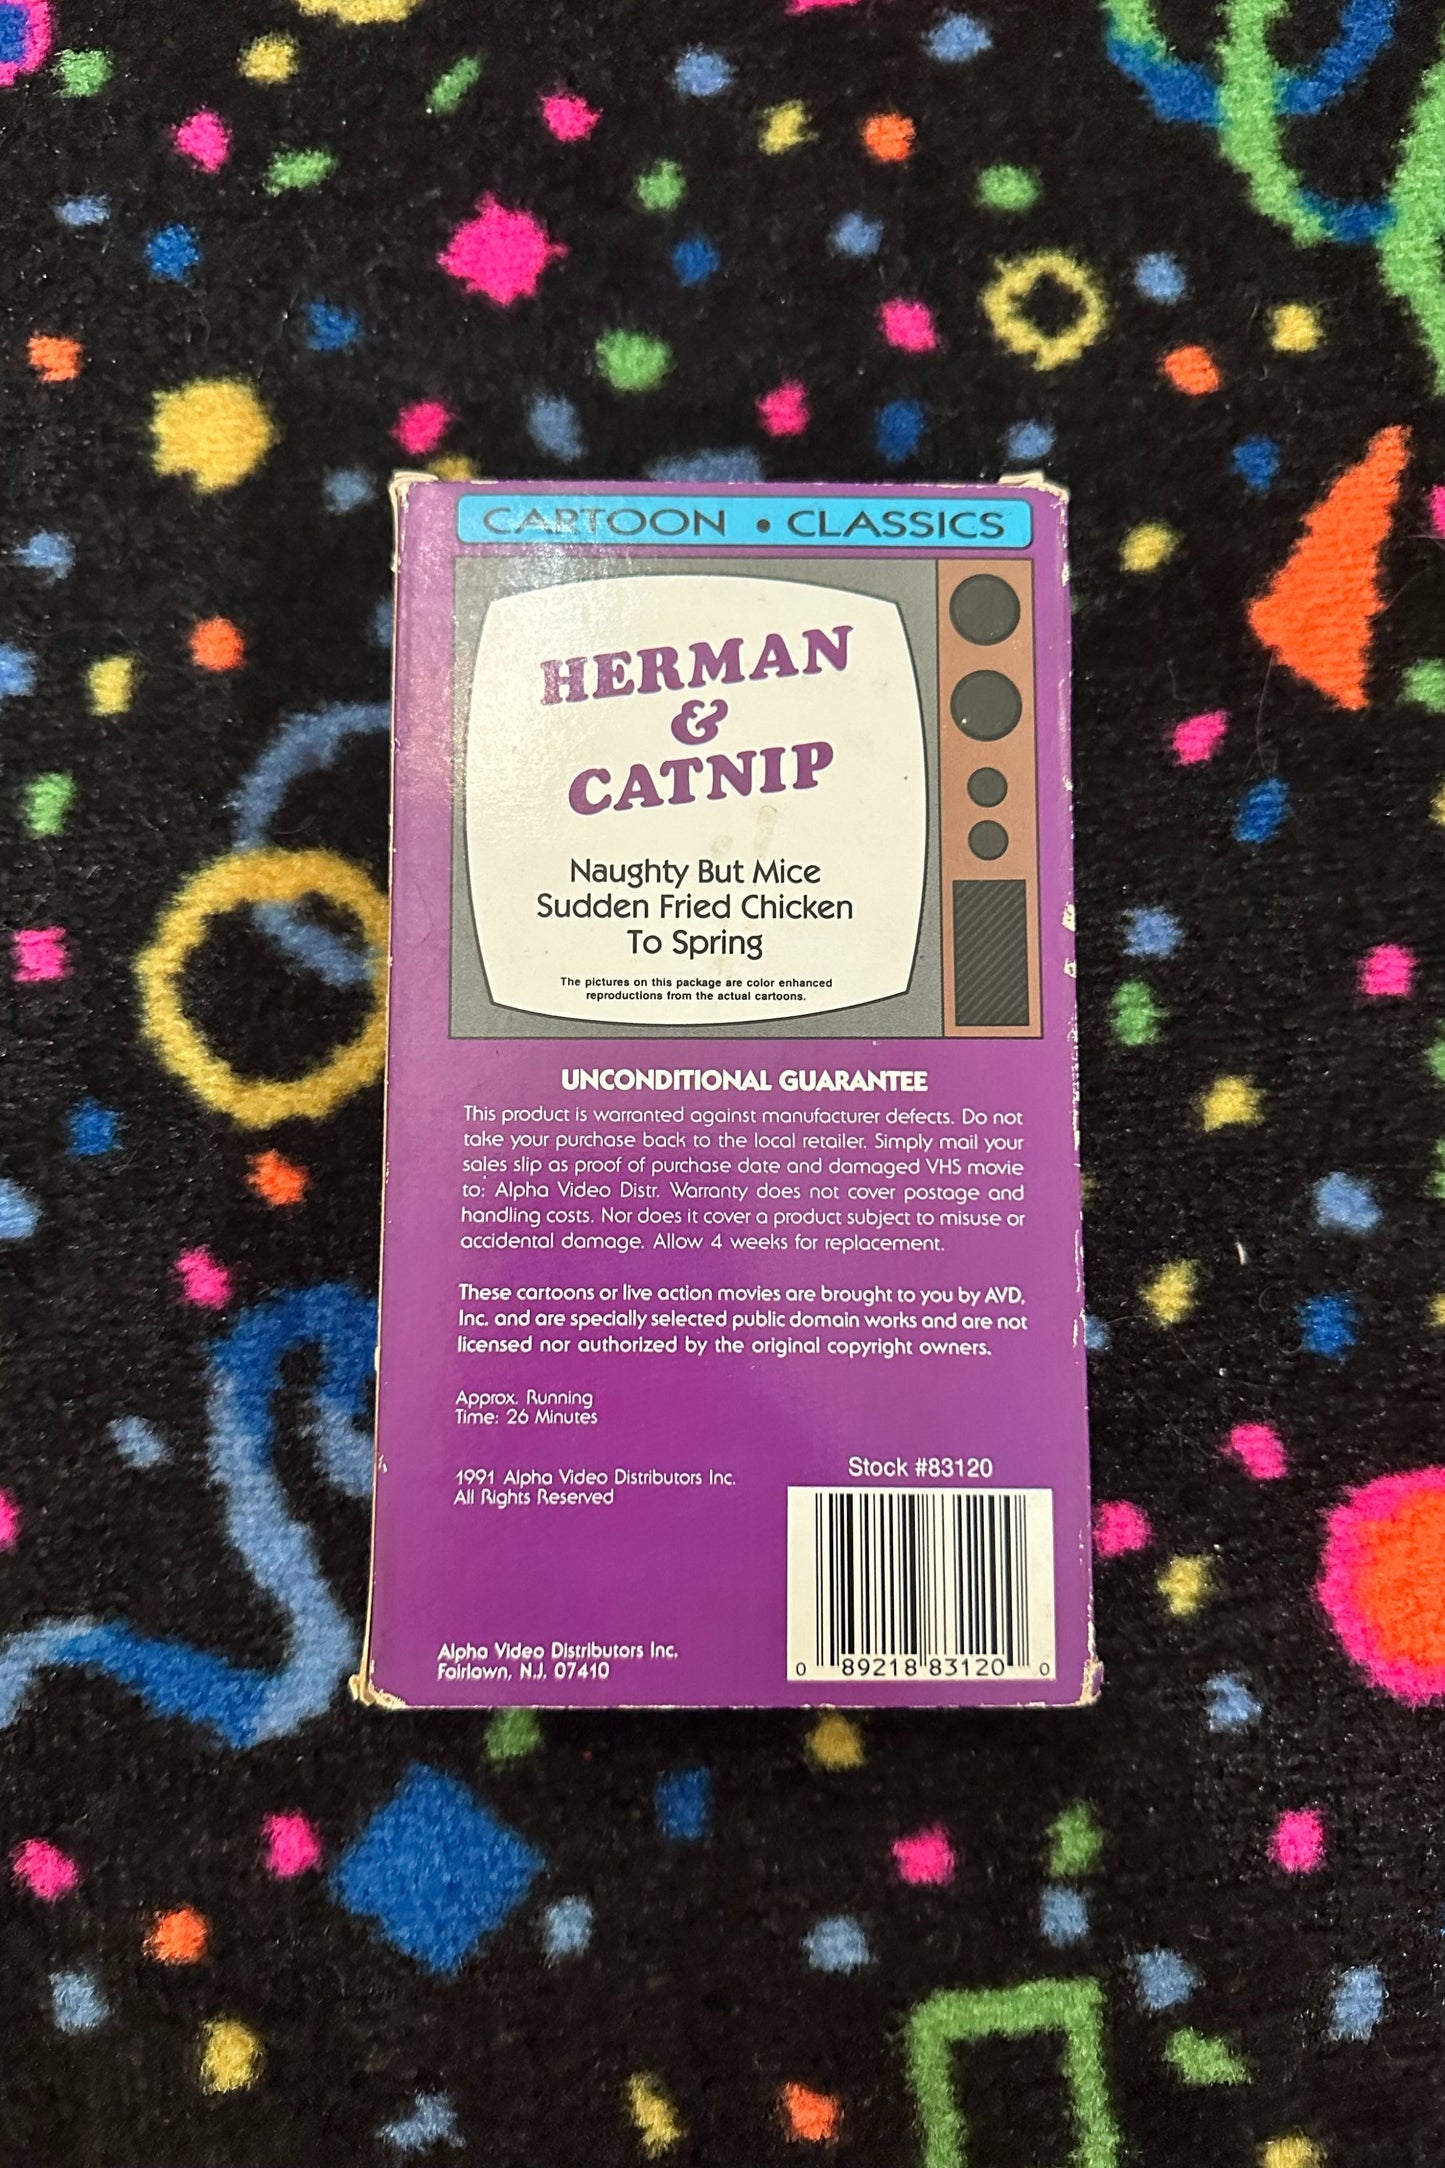 CARTOON • CLASSICS
HERMAN
&
CATNIP
Naughty But Mice
Sudden Fried Chicken
To Spring
The pictures on this package are color enhanced
reproductions from the actual cartoons.
UNCONDITIONAL GUARANTEE
This product is warranted against manufacturer defects. Do not
take your purchase back to the local retailer. Simply mail your
sales slip as proof of purchase date and damaged VHS movie
to: Alpha Video Distr. Warranty does not cover postage and
handling costs. Nor does it cover a product subject to misuse or
accidental damage. Allow 4 weeks for replacement.
These cartoons or live action movies are brought to you by AVD,
Inc. and are specially selected public domain works and are not
licensed nor authorized by the original copyright owners.
Approx. Running
Time: 26 Minutes
1991 Alpha Video Distributors Inc.
All Rights Reserved
Stock #83120
0 89218 83120 0
Alpha Video Distributors Inc.
Fairlawn, N.J. 07410